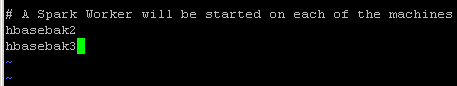 # A Spark Worker will be started on each of the machines
hbasebak2
hbasebak3
~
~